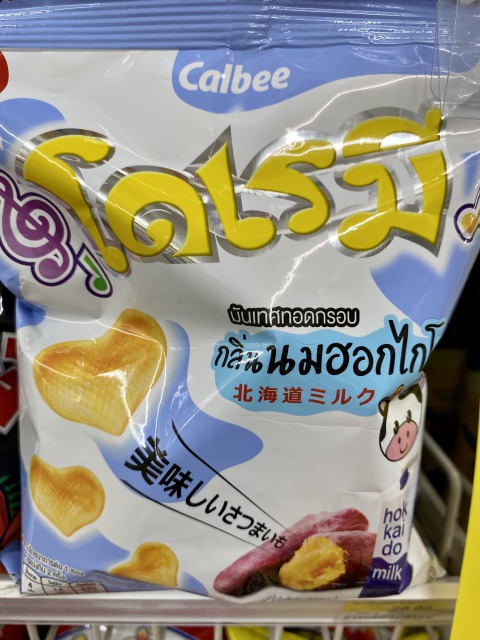 Calbee
โดเรมี
มันเทศทอดกรอบ
กลิ่นนมฮอกไกโ
北海道ミルク
美味しいさつまいも
hok
kai
do
milk